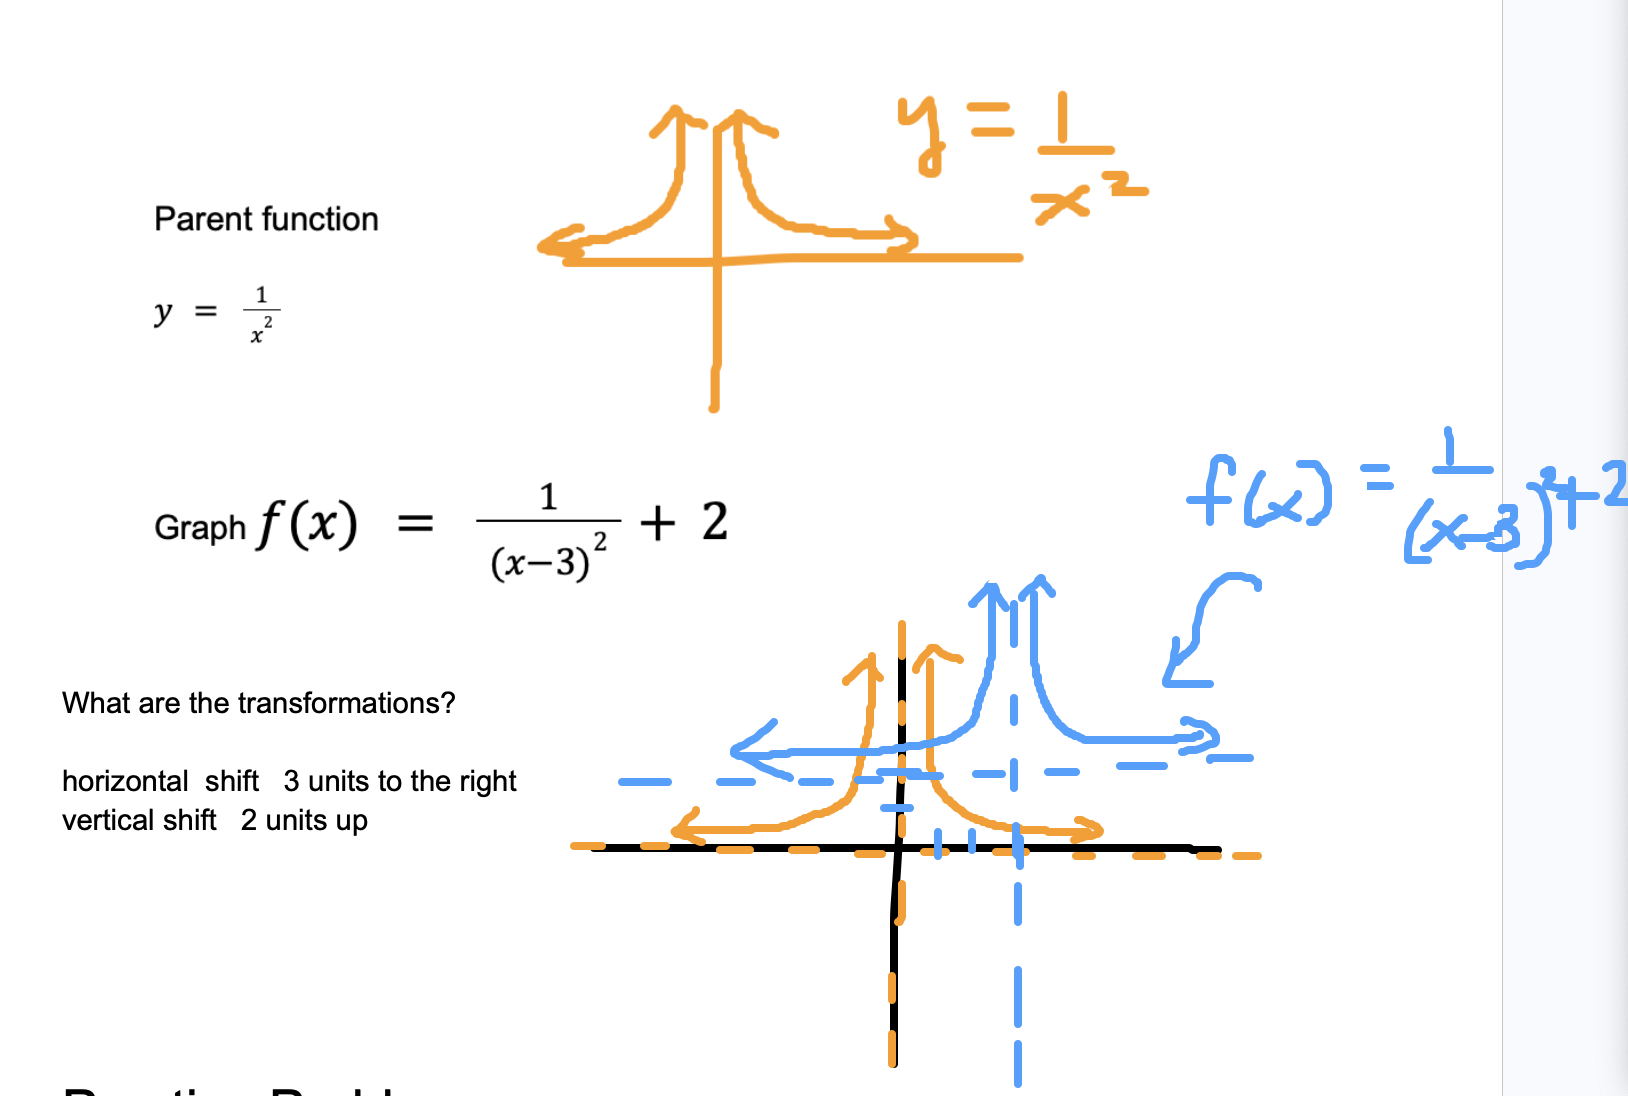 y = 1/x²
Parent function
y = 1/x²
f(x) = 1/(x-3)² + 2
Graph f(x) = 1/(x−3)² + 2
What are the transformations?
horizontal shift 3 units to the right
vertical shift 2 units up